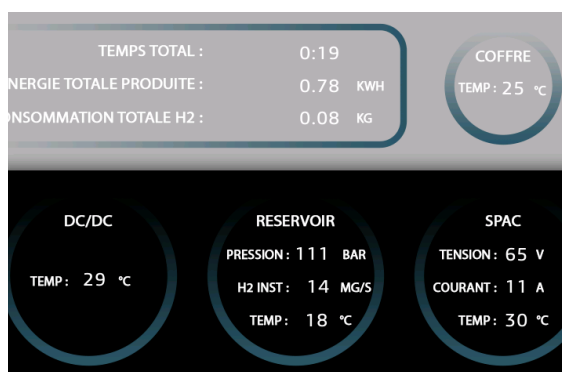 TEMPS TOTAL : 0:19
NERGIE TOTALE PRODUITE : 0.78 KWH
ONSOMMATION TOTALE H2 : 0.08 KG
COFFRE
TEMP : 25 °C
DC/DC
TEMP : 29 °C
RESERVOIR
PRESSION : 111 BAR
H2 INST : 14 MG/S
TEMP : 18 °C
SPAC
TENSION : 65 V
COURANT : 11 A
TEMP : 30 °C